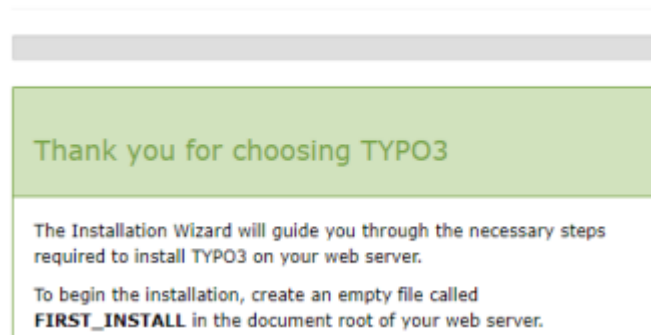 Thank you for choosing TYPO3
The Installation Wizard will guide you through the necessary steps
required to install TYPO3 on your web server.
To begin the installation, create an empty file called
FIRST_INSTALL in the document root of your web server.